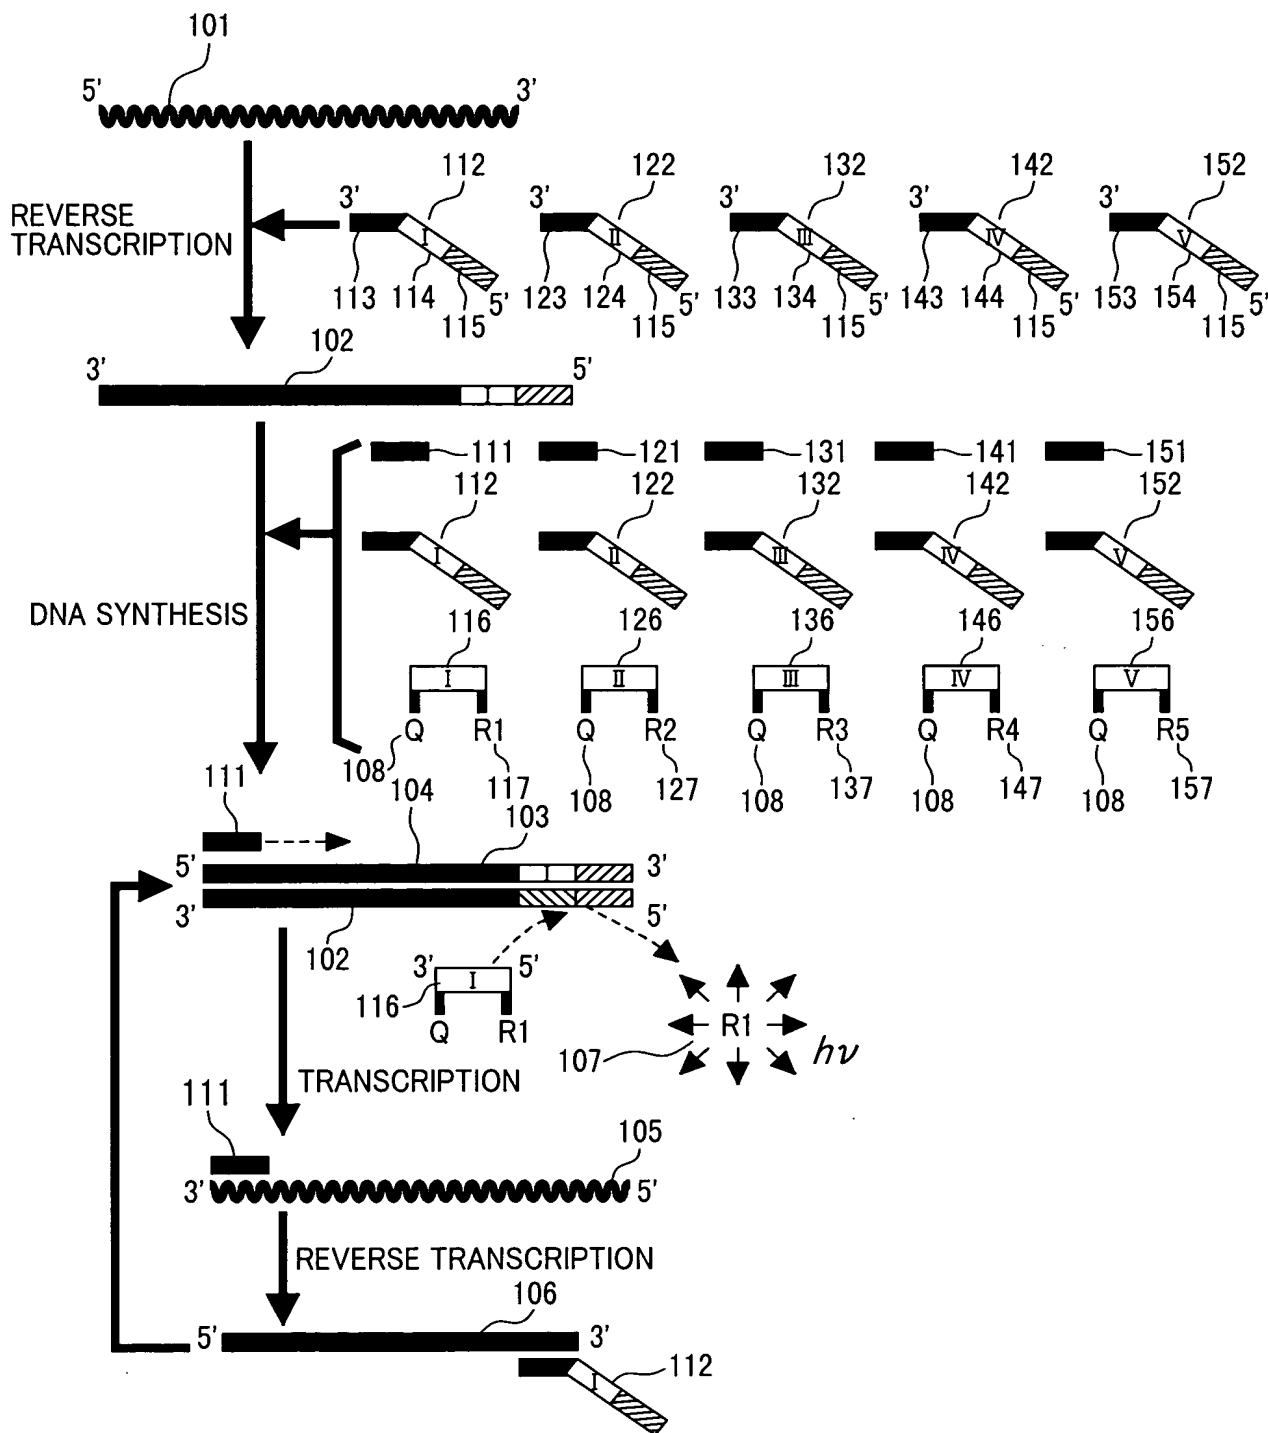 101
5' 3'
112 122 132 142 152
3' 3' 3' 3' 3'
REVERSE
TRANSCRIPTION
I II III IV V
113 114 115 5' 123 124 115 5' 133 134 115 5' 143 144 115 5' 153 154 115 5'
102
3' 5'
111 121 131 141 151
112 122 132 142 152
I II III IV V
DNA SYNTHESIS
116 126 136 146 156
I II III IV V
Q R1 Q R2 Q R3 Q R4 Q R5
108 117 108 127 108 137 108 147 108 157
111 104 103
5' 3'
3' 5'
102
3' 5'
116 I
Q R1
R1
107 hν
TRANSCRIPTION
111
105
3' 5'
REVERSE TRANSCRIPTION
106
5' 3'
I 112